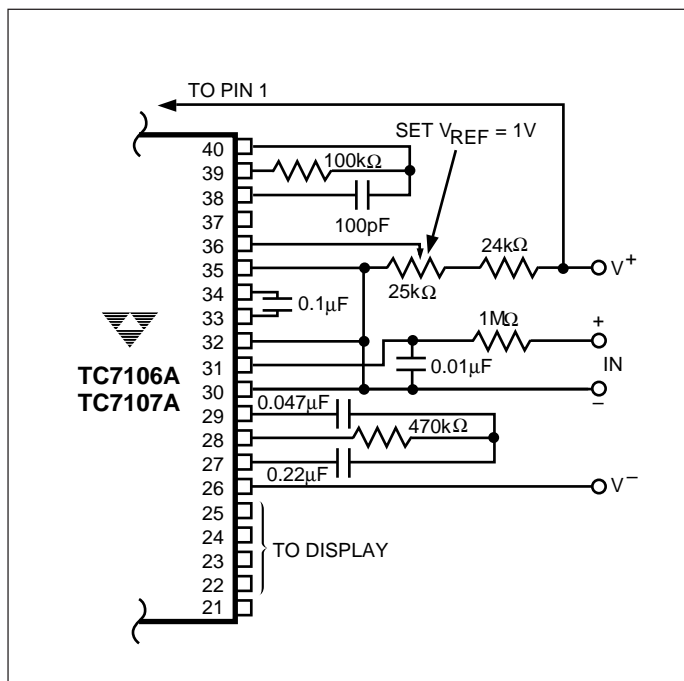 TO PIN 1
SET VREF = 1V
40
39
100kΩ
38
100pF
37
36
24kΩ
V+
35
25kΩ
34
0.1µF
33
1MΩ
+
32
IN
31
0.01µF
–
30
TC7106A
TC7107A
29
0.047µF
28
470kΩ
27
0.22µF
26
V–
25
24
TO DISPLAY
23
22
21